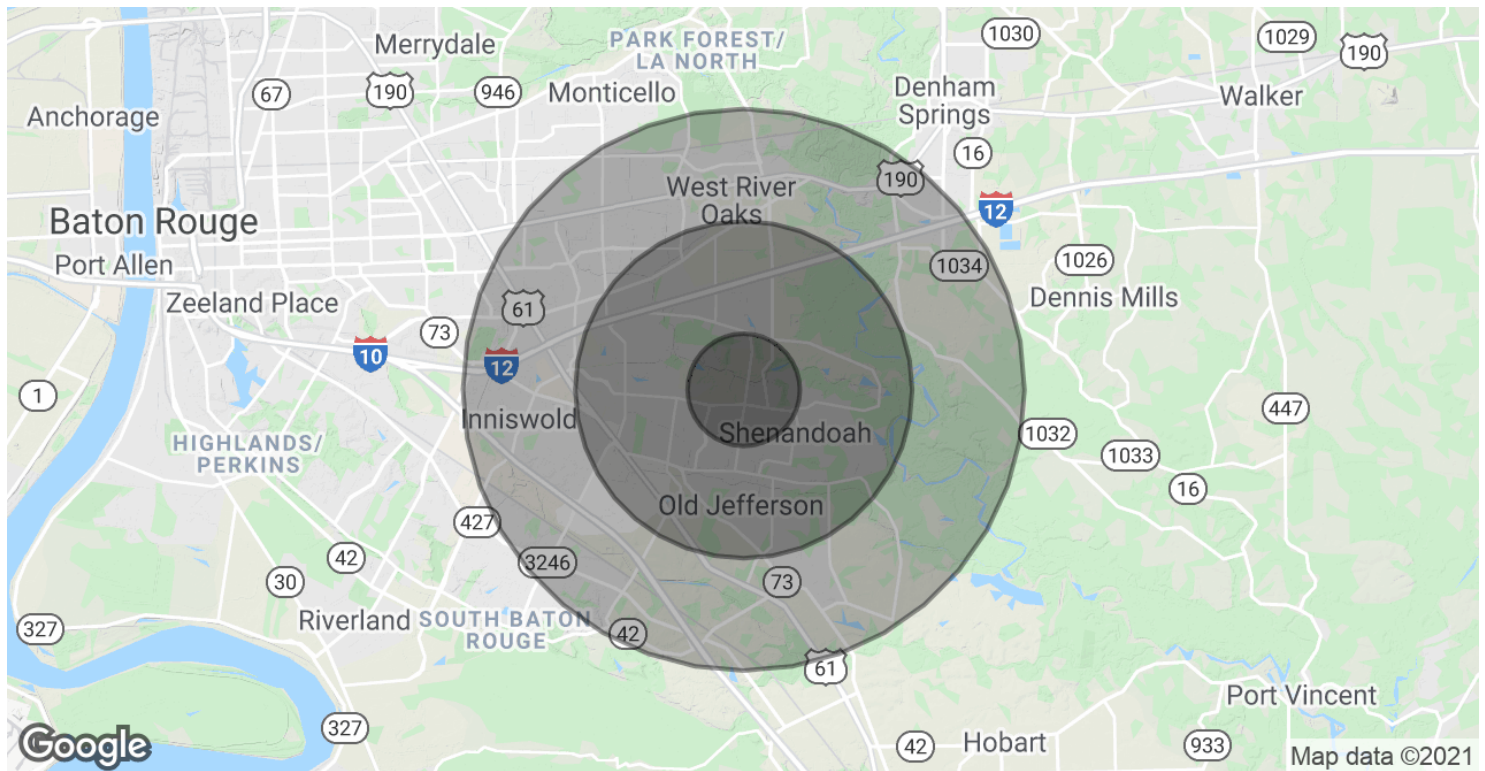 1030
1029
190
Merrydale
PARK FOREST/
LA NORTH
67
190
946
Monticello
Denham
Springs
Walker
Anchorage
16
West River
Oaks
190
12
Baton Rouge
Port Allen
1034
1026
Zeeland Place
61
Dennis Mills
73
10
12
1
Inniswold
Shenandoah
447
HIGHLANDS/
PERKINS
1032
1033
16
Old Jefferson
427
42
3246
30
73
327
Riverland
SOUTH BATON
ROUGE
42
61
Port Vincent
327
Google
42
Hobart
933
Map data ©2021